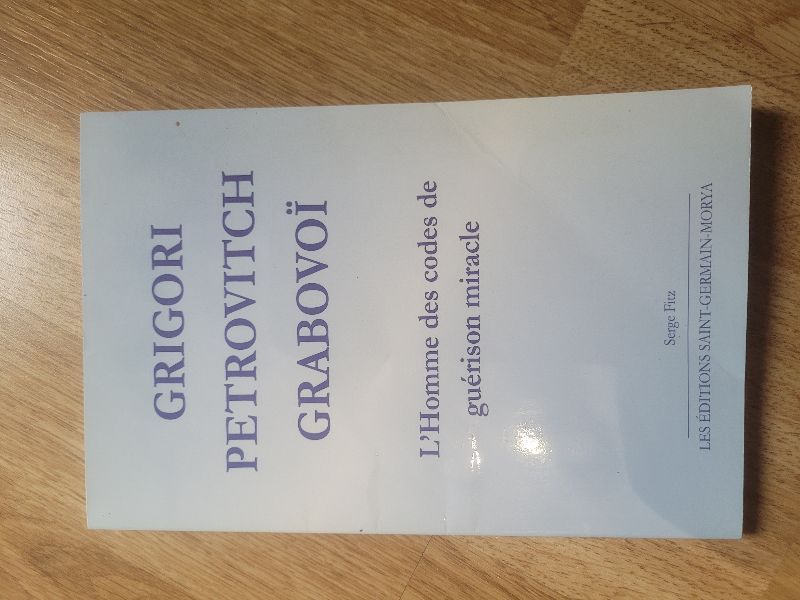 GRIGORI
PETROVITCH
GRABOVOÏ
L'Homme des codes de
guérison miracle
Serge Fitz
LES ÉDITIONS SAINT-GERMAIN-MORYA